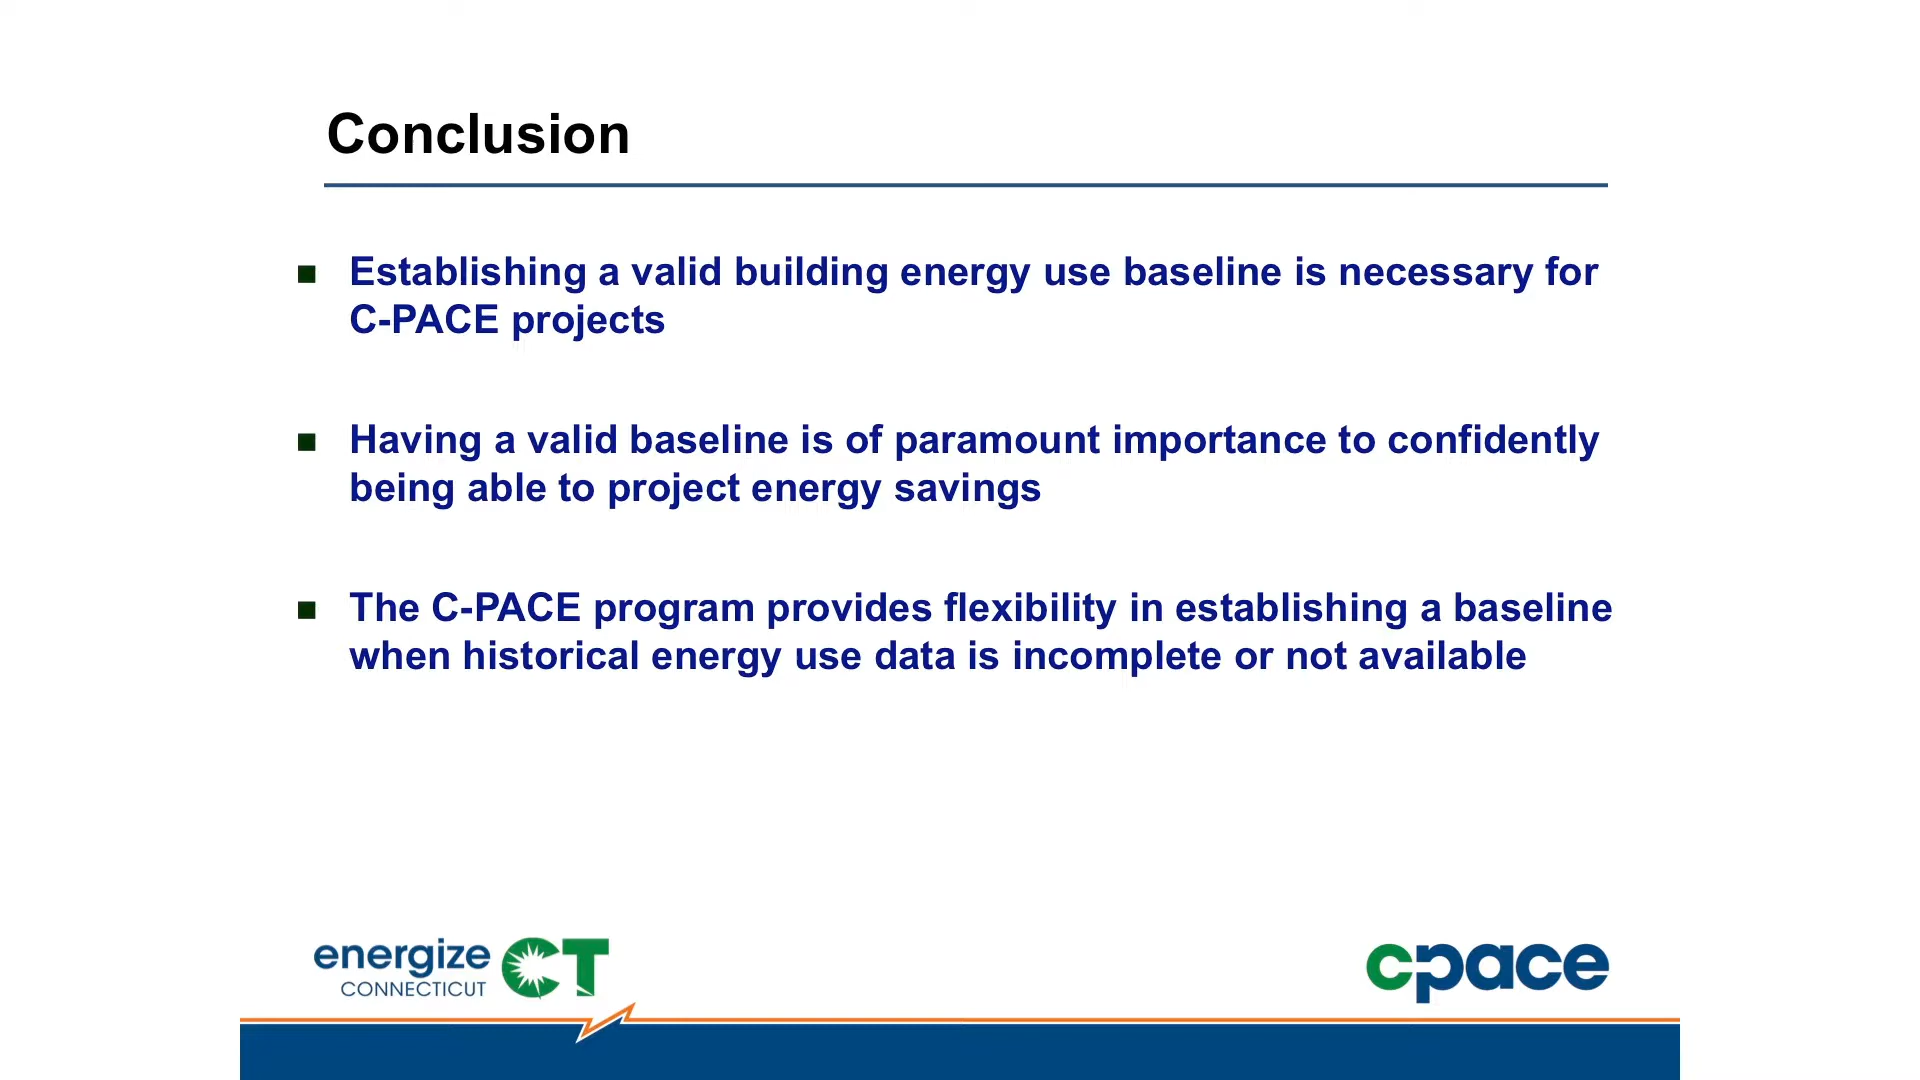 Conclusion
Establishing a valid building energy use baseline is necessary for
C-PACE projects
Having a valid baseline is of paramount importance to confidently
being able to project energy savings
The C-PACE program provides flexibility in establishing a baseline
when historical energy use data is incomplete or not available
energize CT
CONNECTICUT
cpace